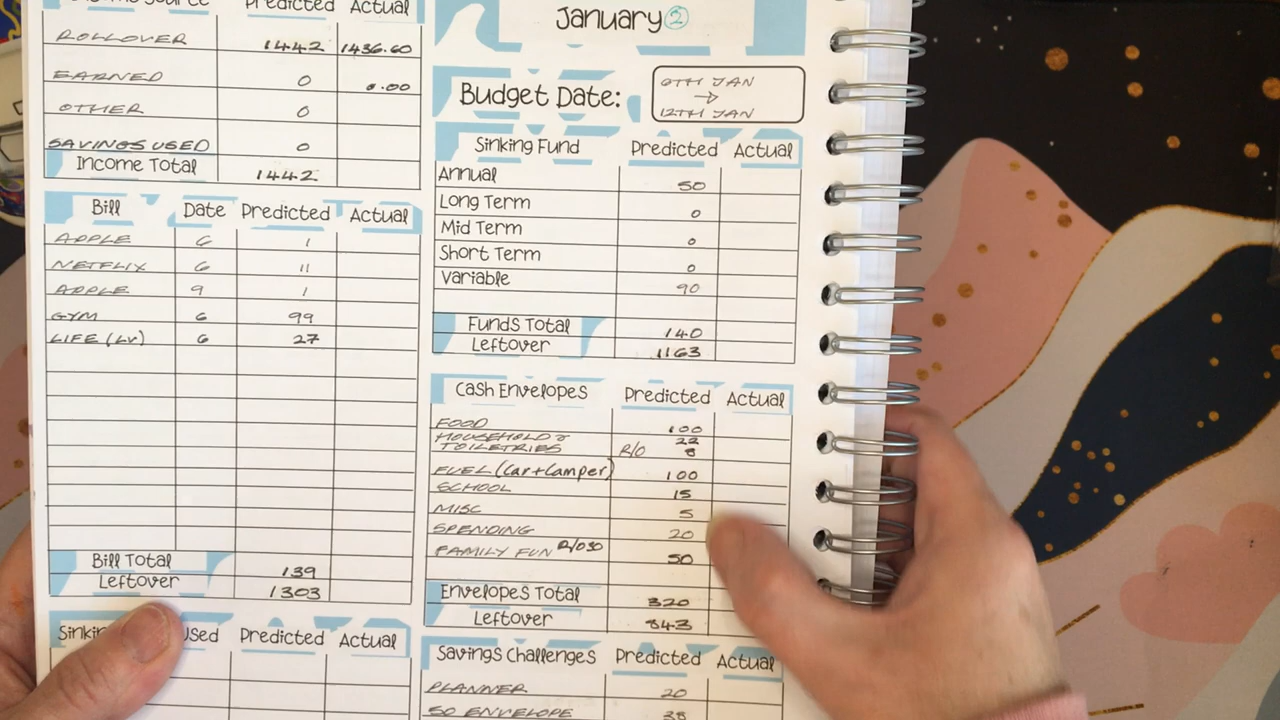 Predicted Actual
ROLLOVER 1442 1436.60
EARNED 0 0.00
OTHER 0
SAVINGS USED 0
Income Total 1442
Bill Date Predicted Actual
APPLE 6 1
NETFLIX 6 11
APPLE 9 1
GYM 6 99
LIFE (LV) 6 27
Bill Total 139
Leftover 1303
Used Predicted Actual
January 2
Budget Date:
6TH JAN
→
12TH JAN
Sinking Fund Predicted Actual
Annual 50
Long Term 0
Mid Term 0
Short Term 0
Variable 90
Funds Total 140
Leftover 1163
Cash Envelopes Predicted Actual
FOOD 100
HOUSEHOLD & 22
TOILETRIES R/O 8
FUEL (Car+Camper) 100
SCHOOL 15
MISC 5
SPENDING 20
FAMILY FUN R/O30 50
Envelopes Total 320
Leftover 843
Savings Challenges Predicted Actual
PLANNER 20
50 ENVELOPE 38